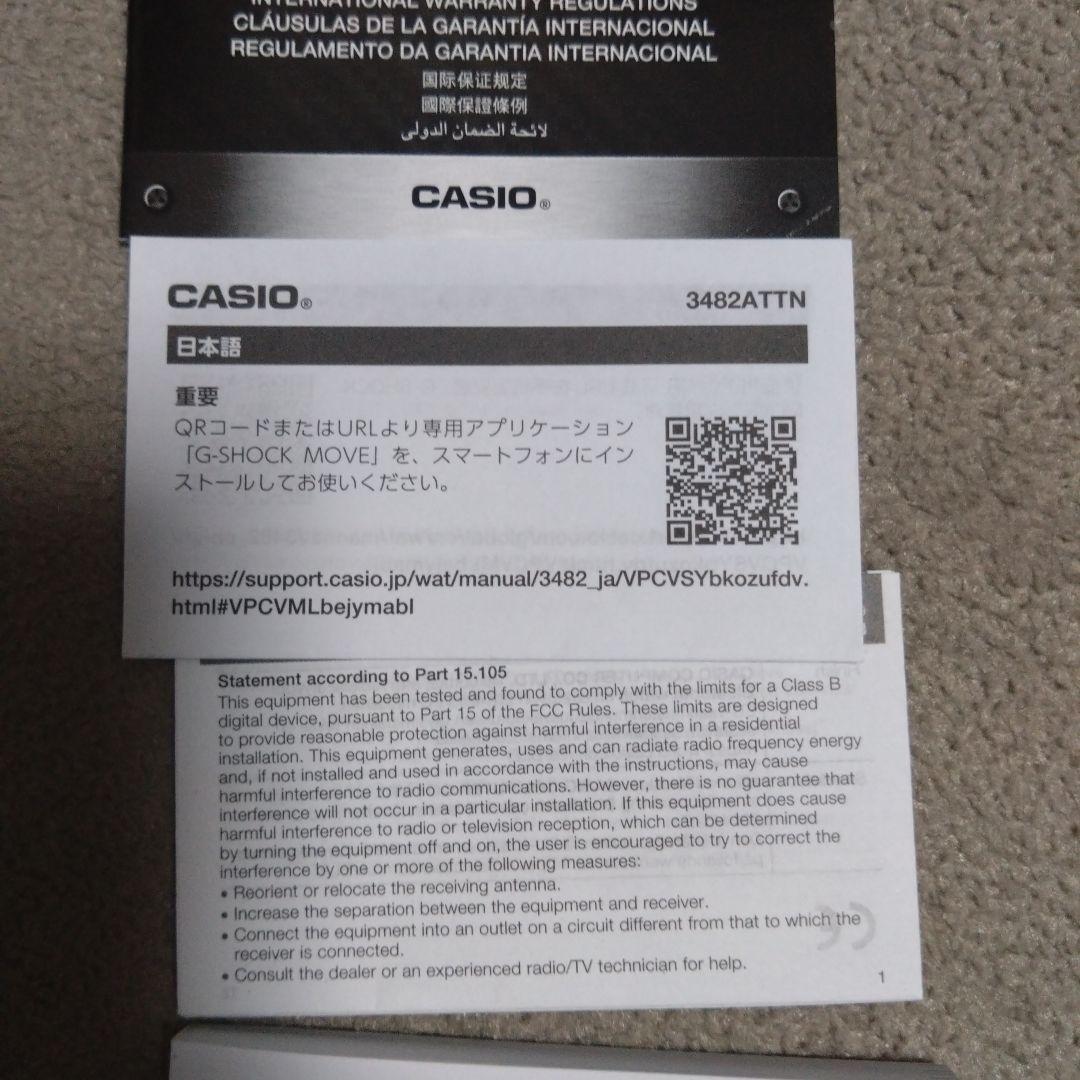 INTERNATIONAL WARRANTY REGULATIONS
CLÁUSULAS DE LA GARANTÍA INTERNACIONAL
REGULAMENTO DA GARANTIA INTERNACIONAL
国际保证规定
國際保證條例
لائحة الضمان الدولى
CASIO®
CASIO® 3482ATTN
日本語
重要
QRコードまたはURLより専用アプリケーション
「G-SHOCK MOVE」を、スマートフォンにイン
ストールしてお使いください。
https://support.casio.jp/wat/manual/3482_ja/VPCVSYbkozufdv.
html#VPCVMLbejymabl
Statement according to Part 15.105
This equipment has been tested and found to comply with the limits for a Class B
digital device, pursuant to Part 15 of the FCC Rules. These limits are designed
to provide reasonable protection against harmful interference in a residential
installation. This equipment generates, uses and can radiate radio frequency energy
and, if not installed and used in accordance with the instructions, may cause
harmful interference to radio communications. However, there is no guarantee that
interference will not occur in a particular installation. If this equipment does cause
harmful interference to radio or television reception, which can be determined
by turning the equipment off and on, the user is encouraged to try to correct the
interference by one or more of the following measures:
• Reorient or relocate the receiving antenna.
• Increase the separation between the equipment and receiver.
• Connect the equipment into an outlet on a circuit different from that to which the
receiver is connected.
• Consult the dealer or an experienced radio/TV technician for help.
1